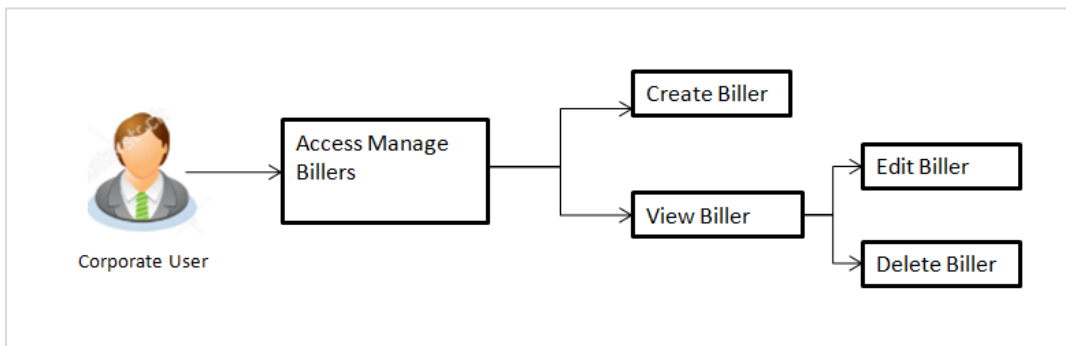 Create Biller
Access Manage
Billers
Edit Biller
View Biller
Delete Biller
Corporate User